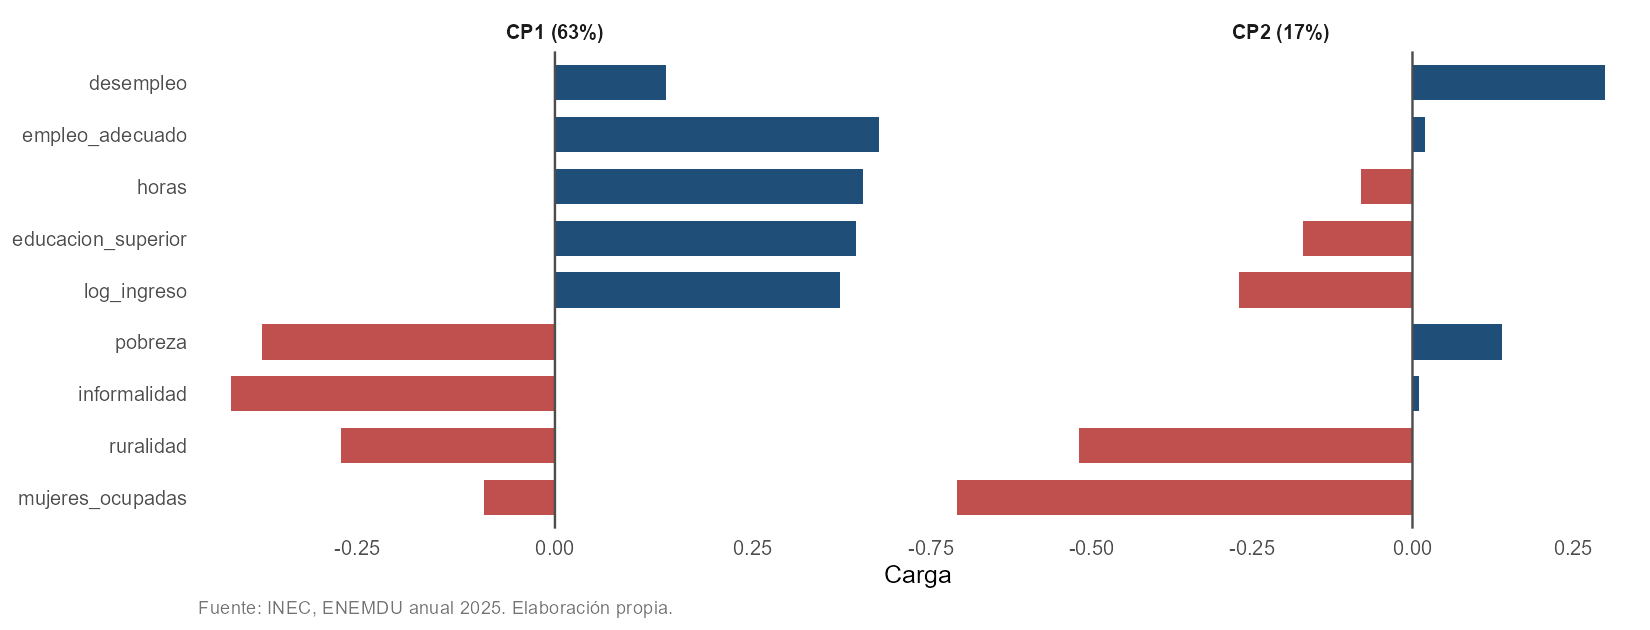 CP1 (63%)
CP2 (17%)
desempleo
empleo_adecuado
horas
educacion_superior
log_ingreso
pobreza
informalidad
ruralidad
mujeres_ocupadas
-0.25 0.00 0.25
-0.75 -0.50 -0.25 0.00 0.25
Carga
Fuente: INEC, ENEMDU anual 2025. Elaboración propia.